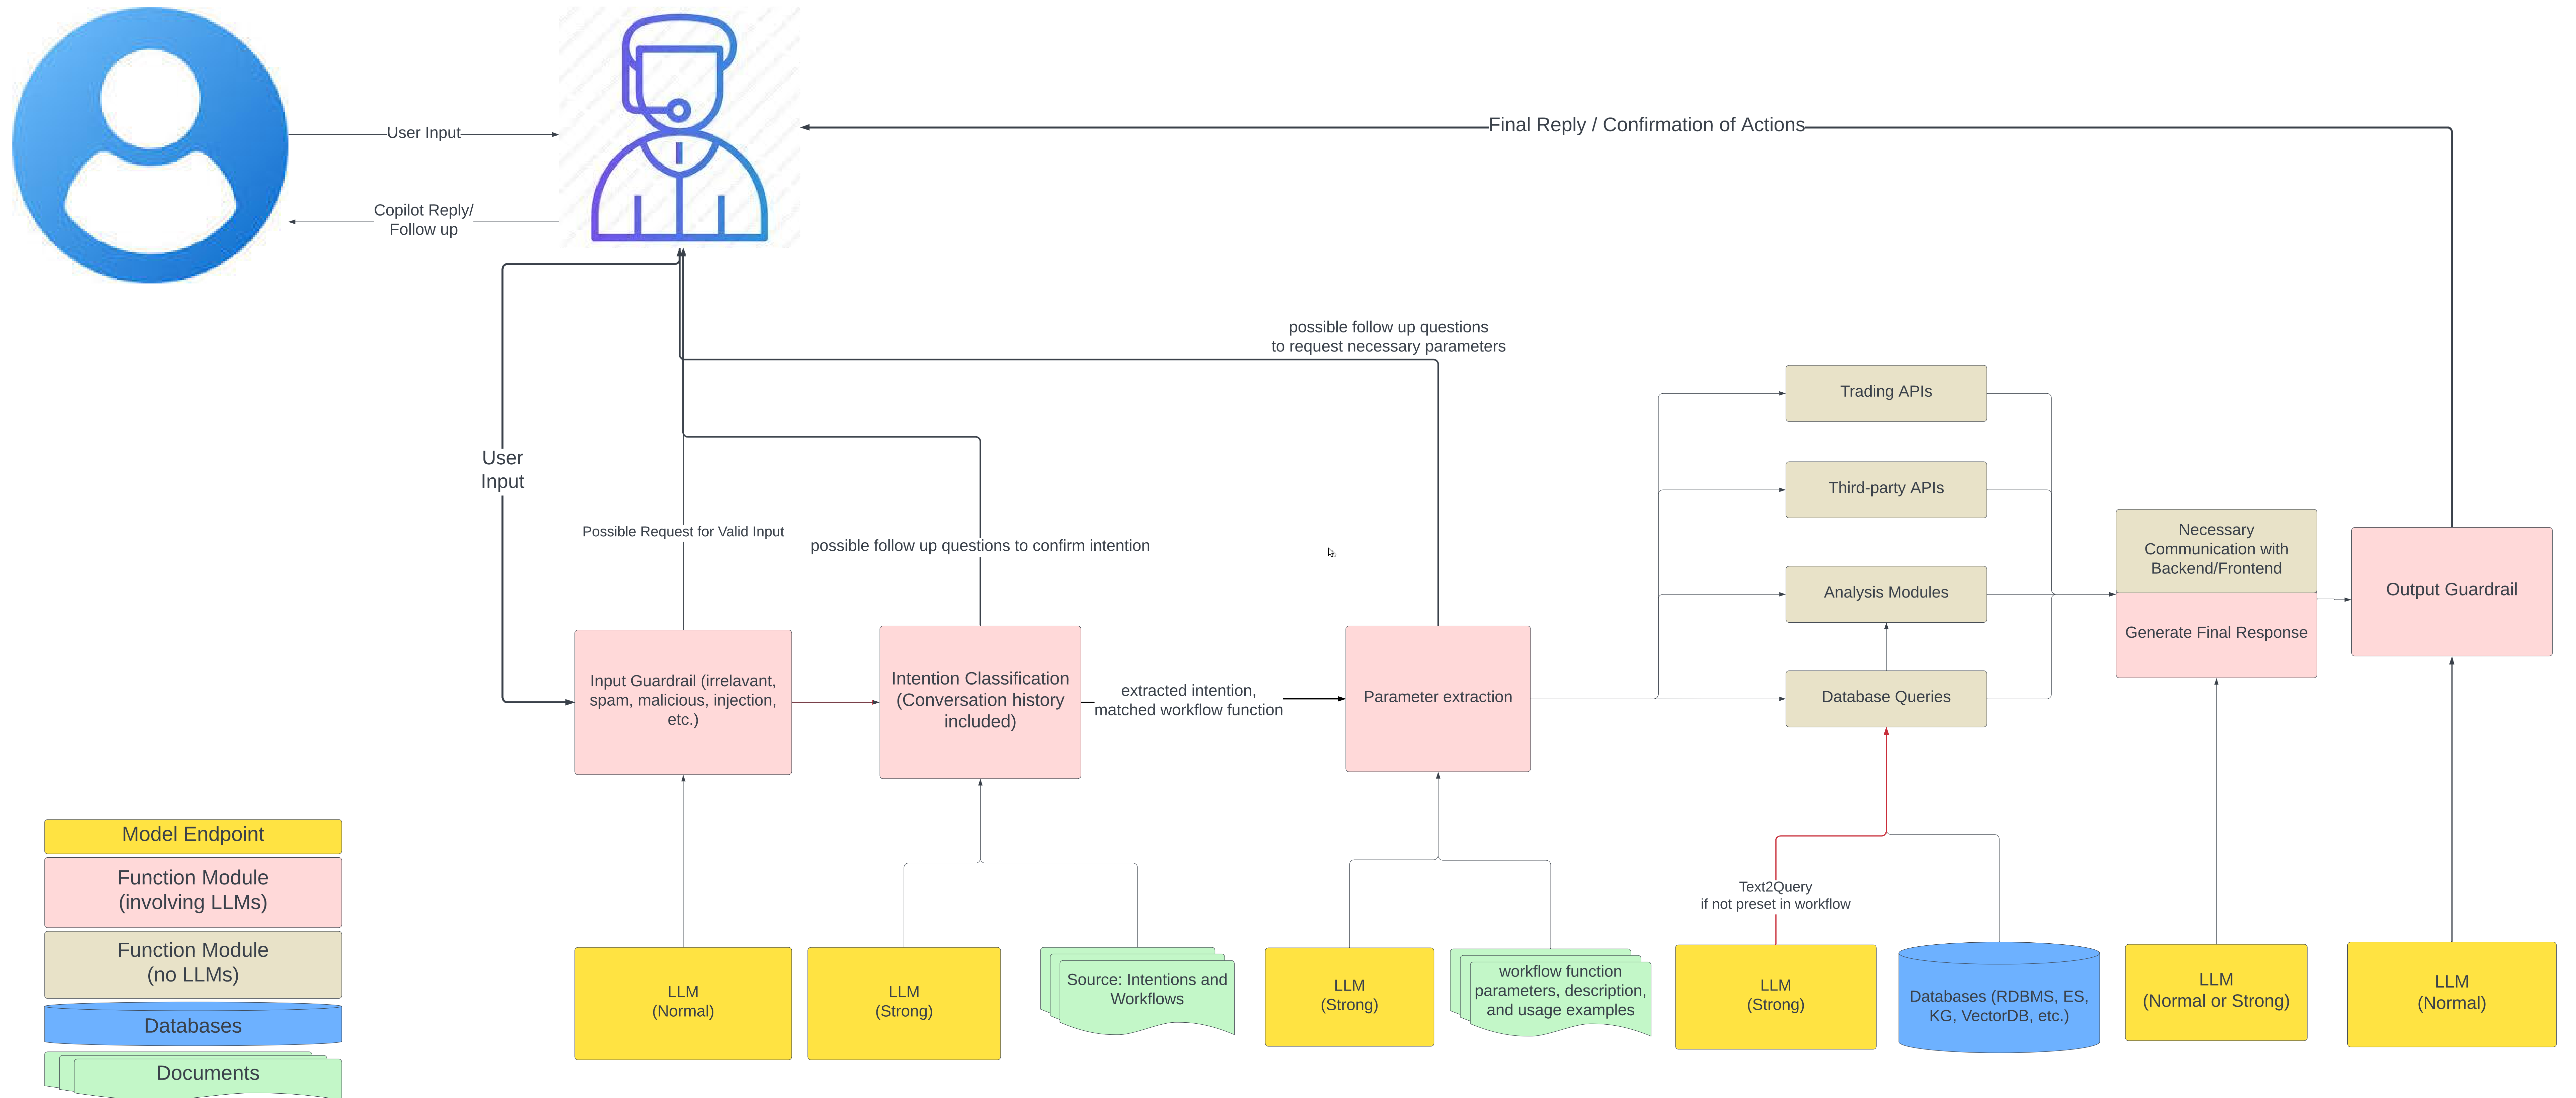 User Input
Final Reply / Confirmation of Actions
Copilot Reply/
Follow up
possible follow up questions
to request necessary parameters
Trading APIs
User
Input
Third-party APIs
Possible Request for Valid Input
possible follow up questions to confirm intention
Necessary
Communication with
Backend/Frontend
Analysis Modules
Output Guardrail
Generate Final Response
Input Guardrail (irrelavant,
spam, malicious, injection,
etc.)
Intention Classification
(Conversation history
included)
extracted intention,
matched workflow function
Parameter extraction
Database Queries
Model Endpoint
Function Module
(involving LLMs)
Function Module
(no LLMs)
Databases
Documents
Text2Query
if not preset in workflow
LLM
(Normal)
LLM
(Strong)
Source: Intentions and
Workflows
LLM
(Strong)
workflow function
parameters, description,
and usage examples
LLM
(Strong)
Databases (RDBMS, ES,
KG, VectorDB, etc.)
LLM
(Normal or Strong)
LLM
(Normal)